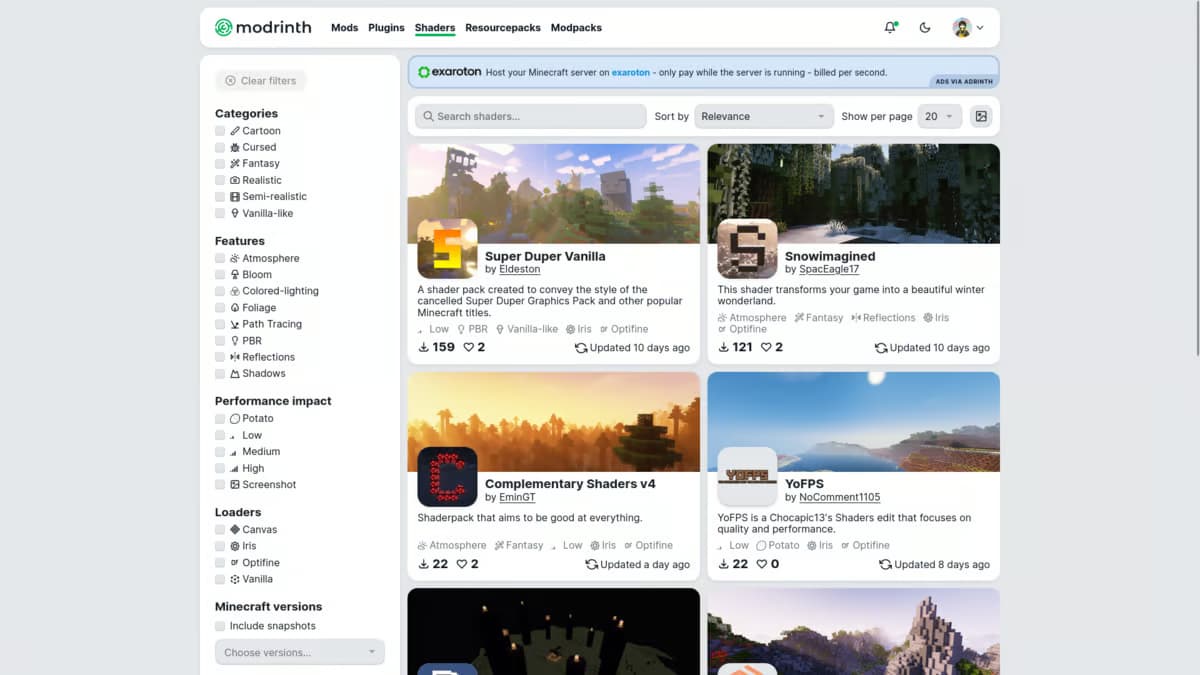 modrinth
Mods Plugins Shaders Resourcepacks Modpacks
Clear filters
Categories
Cartoon
Cursed
Fantasy
Realistic
Semi-realistic
Vanilla-like
Features
Atmosphere
Bloom
Colored-lighting
Foliage
Path Tracing
PBR
Reflections
Shadows
Performance impact
Potato
Low
Medium
High
Screenshot
Loaders
Canvas
Iris
Optifine
Vanilla
Minecraft versions
Include snapshots
Choose versions...
exaroton Host your Minecraft server on exaroton - only pay while the server is running - billed per second.
ADS VIA ADRINTH
Search shaders... Sort by Relevance Show per page 20
S
Super Duper Vanilla
by Eldeston
A shader pack created to convey the style of the
cancelled Super Duper Graphics Pack and other popular
Minecraft titles.
Low PBR Vanilla-like Iris OF Optifine
159 2 Updated 10 days ago
S
Snowimagined
by SpacEagle17
This shader transforms your game into a beautiful winter
wonderland.
Atmosphere Fantasy Reflections Iris
OF Optifine
121 2 Updated 10 days ago
C
Complementary Shaders v4
by EminGT
Shaderpack that aims to be good at everything.
Atmosphere Fantasy Low Iris OF Optifine
22 2 Updated a day ago
YOFPS
YoFPS
by NoComment1105
YoFPS is a Chocapic13's Shaders edit that focuses on
quality and performance.
Low Potato Iris OF Optifine
22 0 Updated 8 days ago